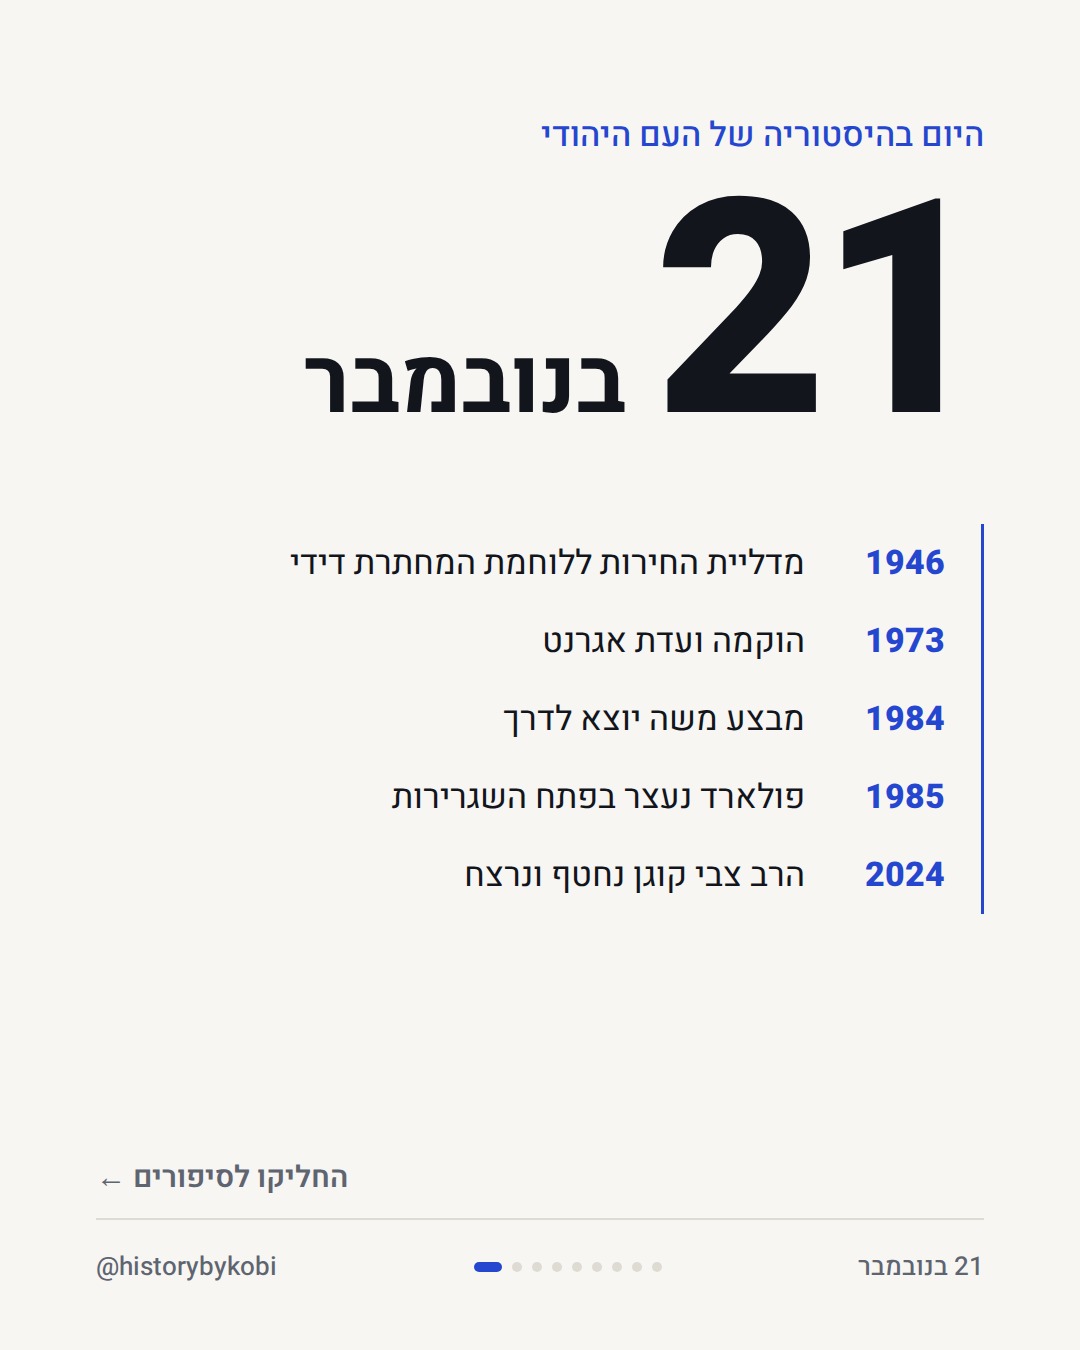 היום בהיסטוריה של העם היהודי
21 בנובמבר
1946 מדליית החירות ללוחמת המחתרת דידי
1973 הוקמה ועדת אגרנט
1984 מבצע משה יוצא לדרך
1985 פולארד נעצר בפתח השגרירות
2024 הרב צבי קוגן נחטף ונרצח
החליקו לסיפורים ←
21 בנובמבר
@historybykobi